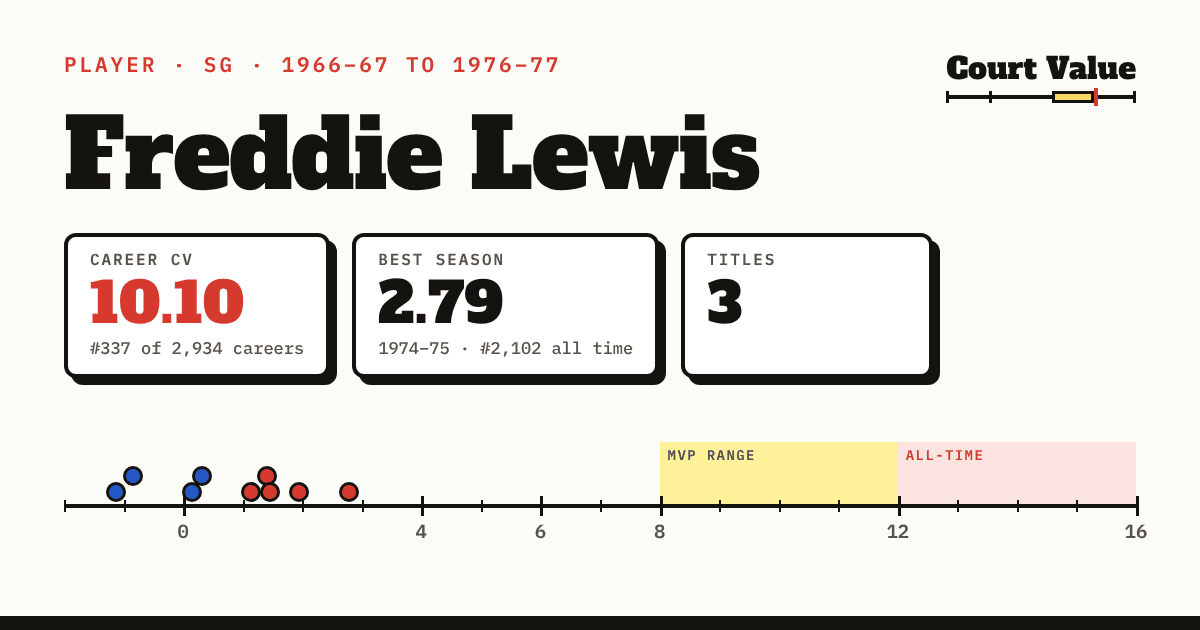 PLAYER · SG · 1966–67 TO 1976–77
Court Value
Freddie Lewis
CAREER CV
10.10
#337 of 2,934 careers
BEST SEASON
2.79
1974–75 · #2,102 all time
TITLES
3
MVP RANGE
ALL-TIME
0 4 6 8 12 16